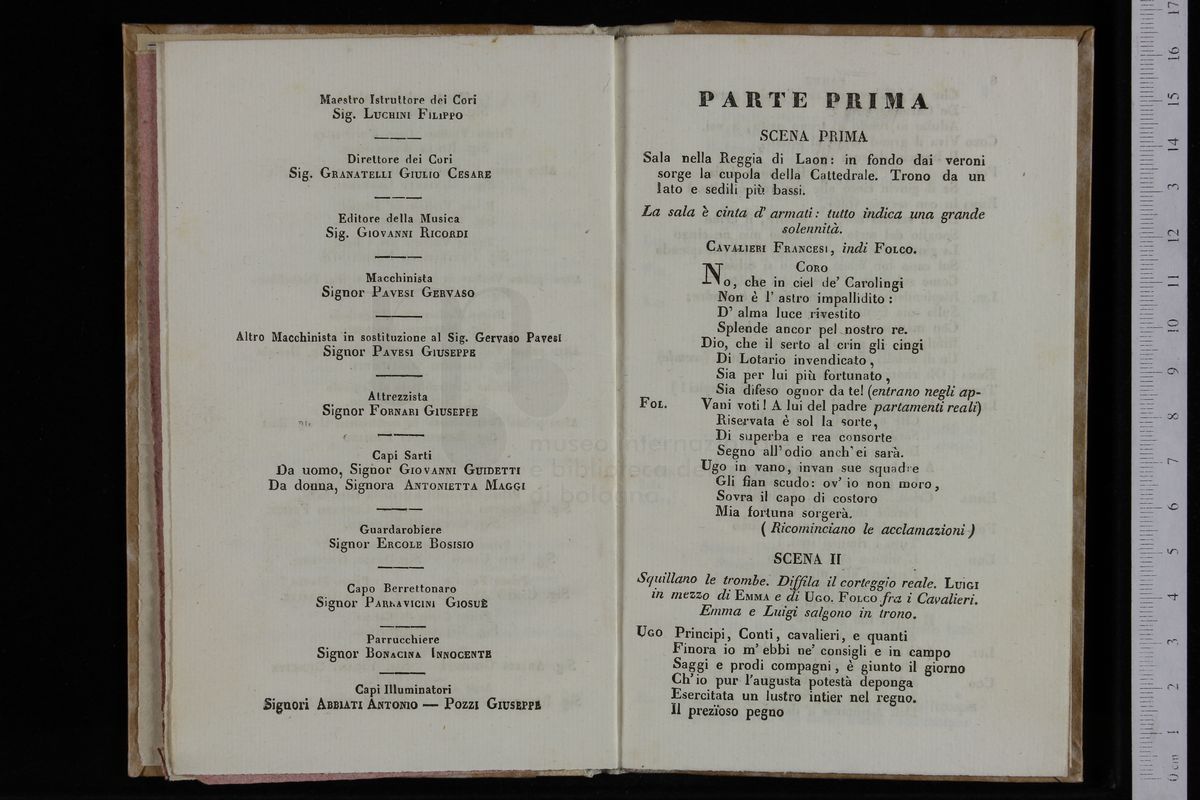 Maestro Istruttore dei Cori
Sig. Luchini Filippo
Direttore dei Cori
Sig. Granatelli Giulio Cesare
Editore della Musica
Sig. Giovanni Ricordi
Macchinista
Signor Pavesi Gervaso
Altro Macchinista in sostituzione al Sig. Gervaso Pavesi
Signor Pavesi Giuseppe
Attrezzista
Signor Fornari Giuseppe
Capi Sarti
Da uomo, Signor Giovanni Guidetti
Da donna, Signora Antonietta Maggi
Guardarobiere
Signor Ercole Bosisio
Capo Berrettonaro
Signor Parravicini Giosuè
Parrucchiere
Signor Bonacina Innocente
Capi Illuminatori
Signori Abbiati Antonio — Pozzi Giuseppe
PARTE PRIMA
SCENA PRIMA
Sala nella Reggia di Laon: in fondo dai veroni
sorge la cupola della Cattedrale. Trono da un
lato e sedili più bassi.
La sala è cinta d' armati: tutto indica una grande
solennità.
Cavalieri Francesi, indi Folco.
Coro
No, che in ciel de' Carolingi
Non è l' astro impallidito:
D' alma luce rivestito
Splende ancor pel nostro re.
Dio, che il serto al crin gli cingi
Di Lotario invendicato,
Sia per lui più fortunato,
Sia difeso ognor da te! (entrano negli ap-
Fol. Vani voti! A lui del padre partamenti reali)
Riservata è sol la sorte,
Di superba e rea consorte
Segno all' odio anch' ei sarà.
Ugo in vano, invan sue squadre
Gli fian scudo: ov' io non moro,
Sovra il capo di costoro
Mia fortuna sorgerà.
(Ricominciano le acclamazioni)
SCENA II
Squillano le trombe. Diffila il corteggio reale. Luigi
in mezzo di Emma e di Ugo. Folco fra i Cavalieri.
Emma e Luigi salgono in trono.
Ugo Principi, Conti, cavalieri, e quanti
Finora io m' ebbi ne' consigli e in campo
Saggi e prodi compagni, è giunto il giorno
Ch' io pur l'augusta potestà deponga
Esercitata un lustro intier nel regno.
Il prezïoso pegno